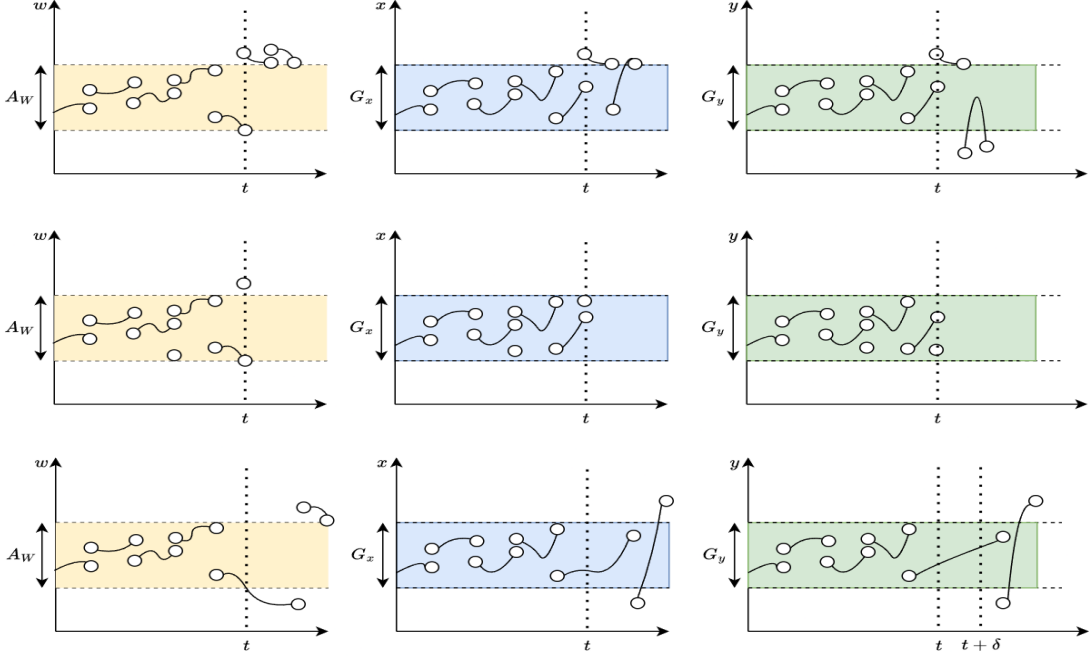 w x y
A_W G_x G_y
t t t
w x y
A_W G_x G_y
t t t
w x y
A_W G_x G_y
t t t t + δ